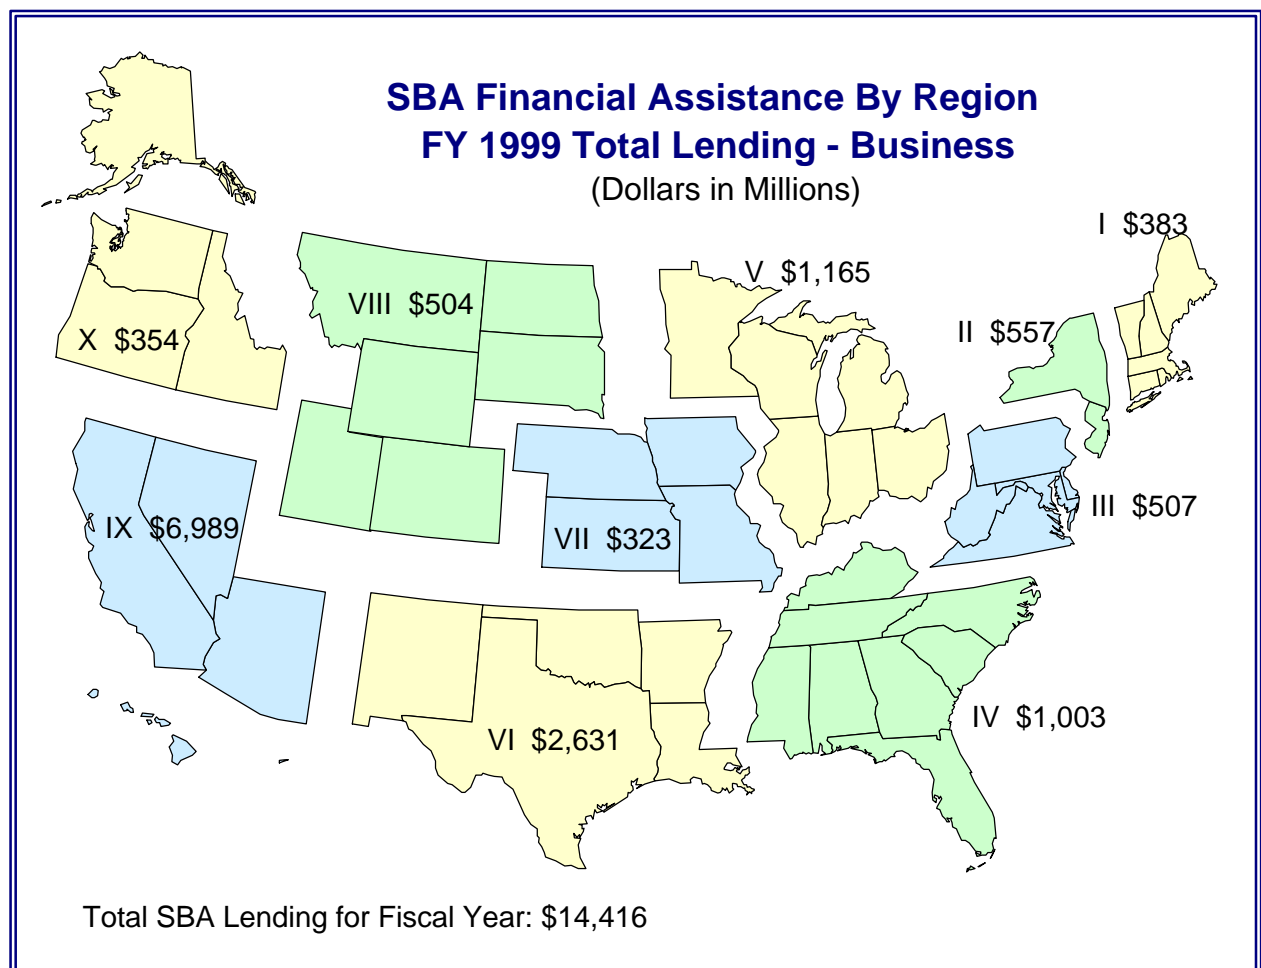 SBA Financial Assistance By Region
FY 1999 Total Lending - Business
(Dollars in Millions)
I $383
V $1,165
VIII $504
II $557
X $354
III $507
IX $6,989
VII $323
IV $1,003
VI $2,631
Total SBA Lending for Fiscal Year: $14,416